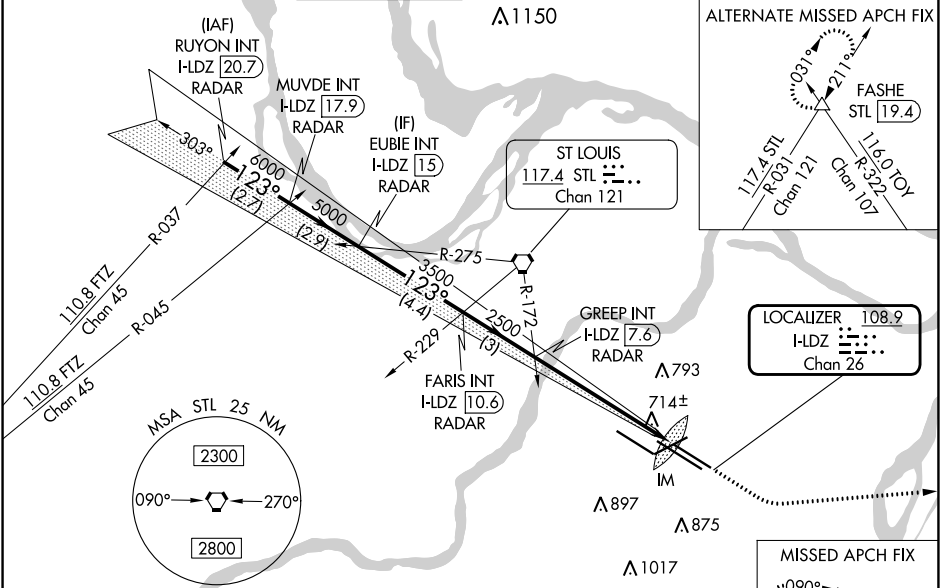 1150
(IAF)
RUYON INT
I-LDZ 20.7
RADAR
MUVDE INT
I-LDZ 17.9
RADAR
(IF)
EUBIE INT
I-LDZ 15
RADAR
ALTERNATE MISSED APCH FIX
031°
211°
FASHE
STL 19.4
117.4 STL
R-031
Chan 121
116.0 TOY
R-322
Chan 107
ST LOUIS
117.4 STL
Chan 121
303°
6000
123°
(2.7)
5000
(2.9)
R-275
3500
123°
(4.4)
R-172
2500
(3)
R-229
110.8 FTZ
Chan 45
R-037
110.8 FTZ
Chan 45
R-045
GREEP INT
I-LDZ 7.6
RADAR
LOCALIZER 108.9
I-LDZ
Chan 26
FARIS INT
I-LDZ 10.6
RADAR
793
714±
IM
MSA STL 25 NM
2300
090°
270°
2800
897
875
1017
MISSED APCH FIX
090°